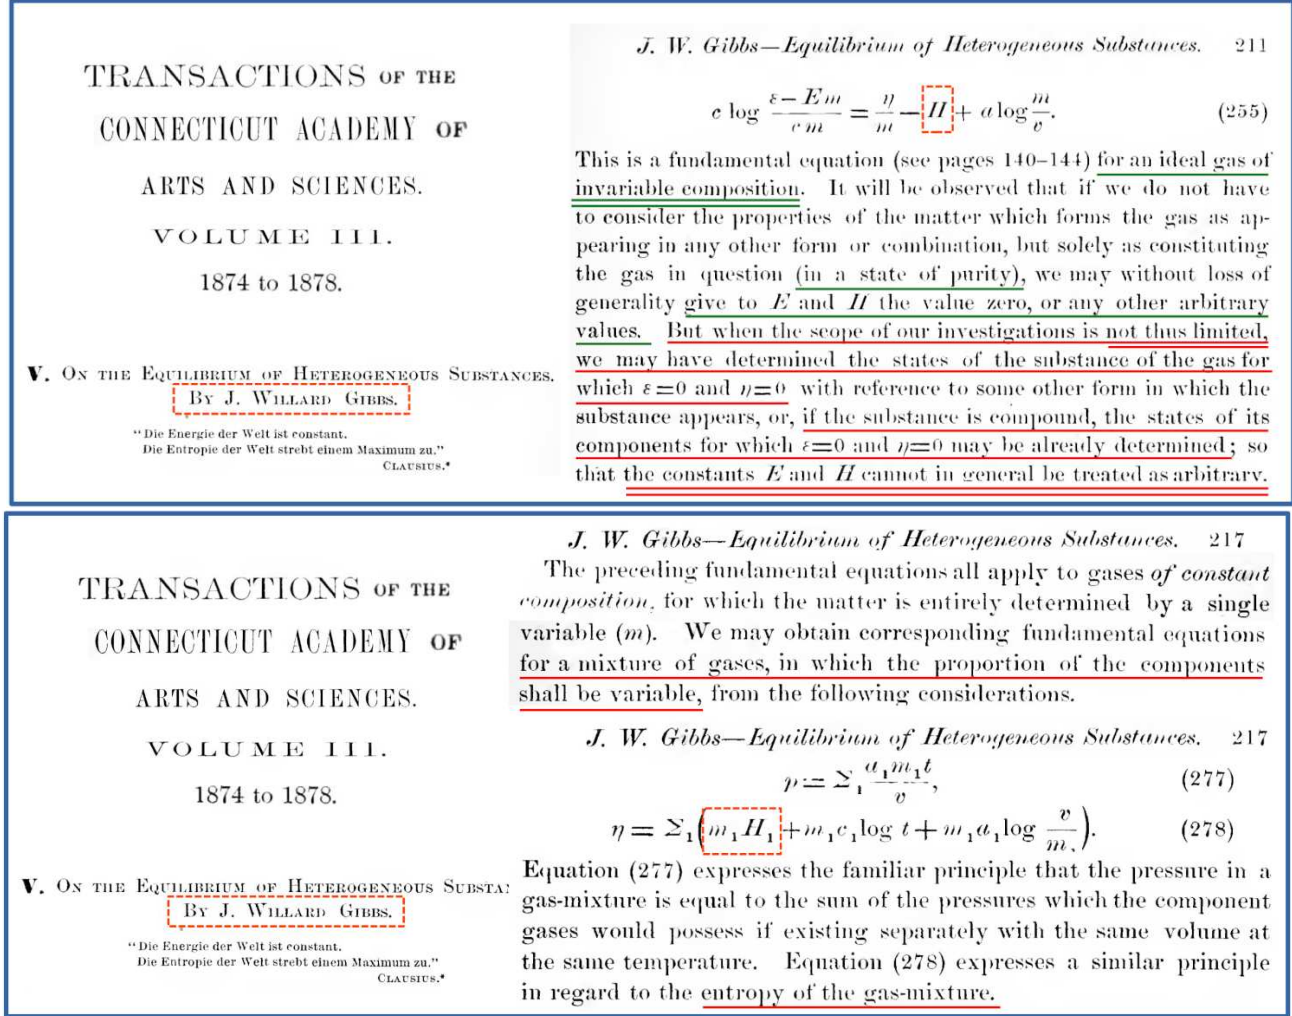 TRANSACTIONS OF THE
CONNECTICUT ACADEMY OF
ARTS AND SCIENCES.
VOLUME III.
1874 to 1878.
V. ON THE EQUILIBRIUM OF HETEROGENEOUS SUBSTANCES.
BY J. WILLARD GIBBS.
"Die Energie der Welt ist constant.
Die Entropie der Welt strebt einem Maximum zu."
CLAUSIUS.*
J. W. Gibbs—Equilibrium of Heterogeneous Substances. 211
c log (ε − Em)/(cm) = η/m − H + a log m/v. (255)
This is a fundamental equation (see pages 140–144) for an ideal gas of
invariable composition. It will be observed that if we do not have
to consider the properties of the matter which forms the gas as ap-
pearing in any other form or combination, but solely as constituting
the gas in question (in a state of purity), we may without loss of
generality give to E and H the value zero, or any other arbitrary
values. But when the scope of our investigations is not thus limited,
we may have determined the states of the substance of the gas for
which ε=0 and η=0 with reference to some other form in which the
substance appears, or, if the substance is compound, the states of its
components for which ε=0 and η=0 may be already determined; so
that the constants E and H cannot in general be treated as arbitrary.
TRANSACTIONS OF THE
CONNECTICUT ACADEMY OF
ARTS AND SCIENCES.
VOLUME III.
1874 to 1878.
V. ON THE EQUILIBRIUM OF HETEROGENEOUS SUBSTA
BY J. WILLARD GIBBS.
"Die Energie der Welt ist constant.
Die Entropie der Welt strebt einem Maximum zu."
CLAUSIUS.*
J. W. Gibbs—Equilibrium of Heterogeneous Substances. 217
The preceding fundamental equations all apply to gases of constant
composition, for which the matter is entirely determined by a single
variable (m). We may obtain corresponding fundamental equations
for a mixture of gases, in which the proportion of the components
shall be variable, from the following considerations.
J. W. Gibbs—Equilibrium of Heterogeneous Substances. 217
p = Σ₁ a₁m₁t/v, (277)
η = Σ₁(m₁H₁ + m₁c₁ log t + m₁a₁ log v/m₁). (278)
Equation (277) expresses the familiar principle that the pressure in a
gas-mixture is equal to the sum of the pressures which the component
gases would possess if existing separately with the same volume at
the same temperature. Equation (278) expresses a similar principle
in regard to the entropy of the gas-mixture.